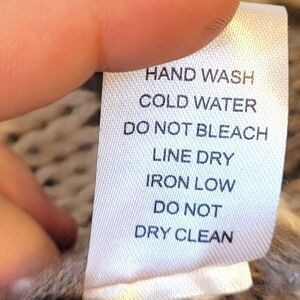 HAND WASH
COLD WATER
DO NOT BLEACH
LINE DRY
IRON LOW
DO NOT
DRY CLEAN